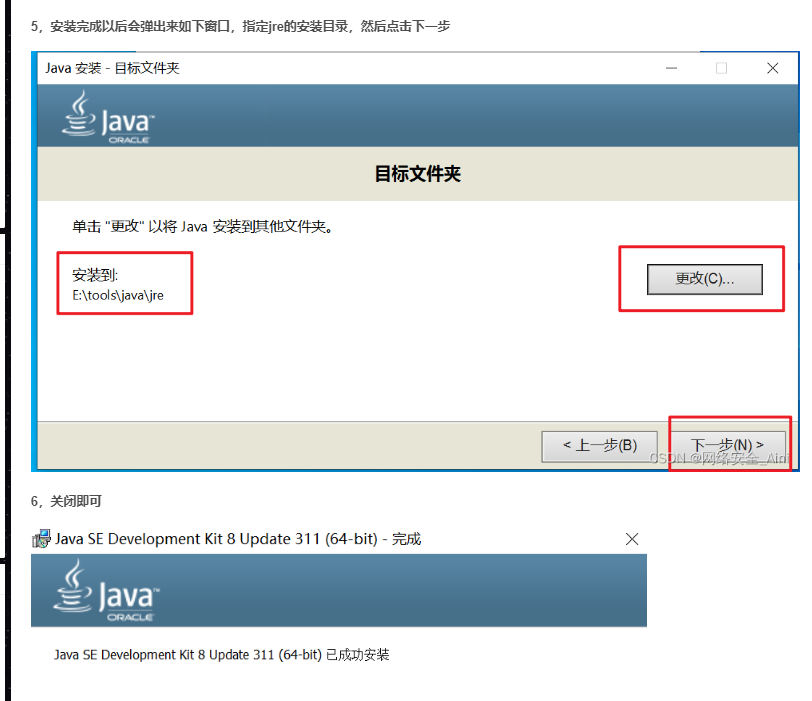 5，安装完成以后会弹出来如下窗口，指定jre的安装目录，然后点击下一步
Java 安装 - 目标文件夹
Java™
ORACLE
目标文件夹
单击 "更改" 以将 Java 安装到其他文件夹。
安装到:
E:\tools\java\jre
更改(C)...
< 上一步(B)
下一步(N) >
CSDN @网络安全_Aini
6，关闭即可
Java SE Development Kit 8 Update 311 (64-bit) - 完成
Java™
ORACLE
Java SE Development Kit 8 Update 311 (64-bit) 已成功安装